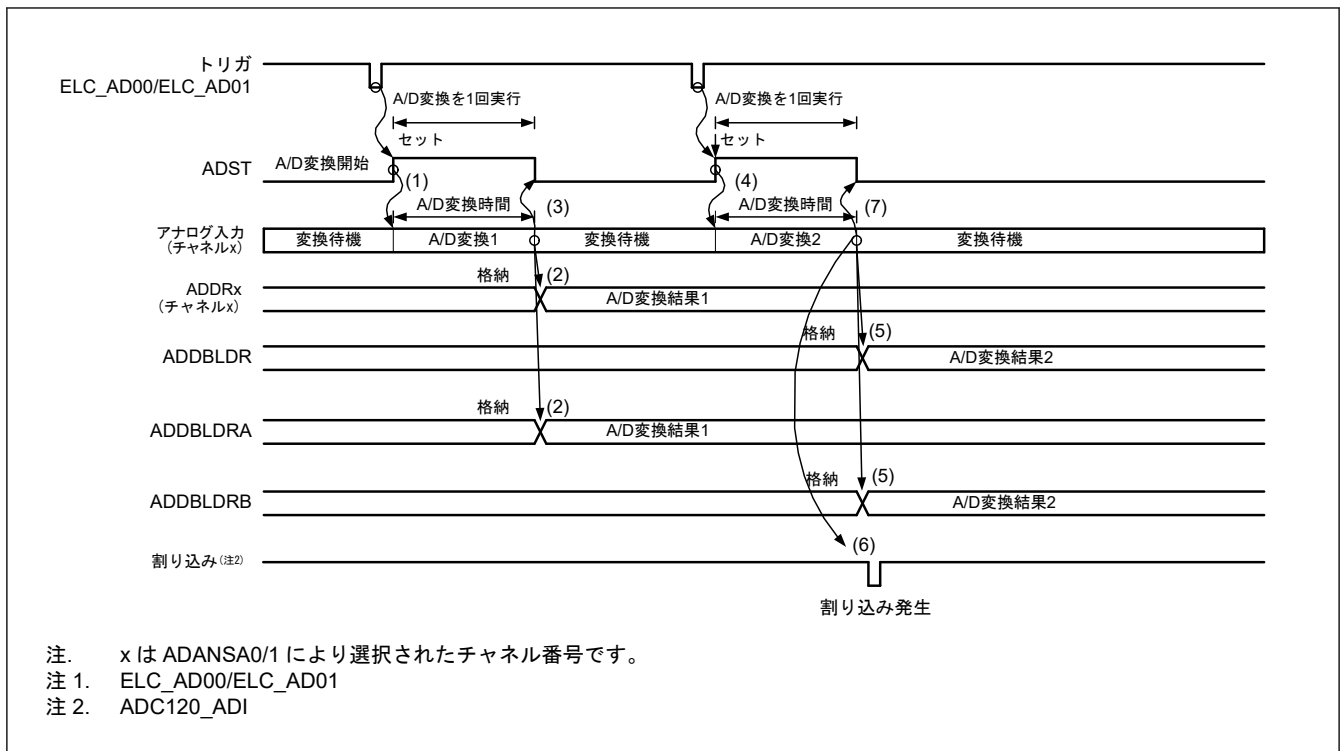 トリガ
ELC_AD00/ELC_AD01
A/D変換を1回実行
A/D変換を1回実行
セット
セット
ADST
A/D変換開始
(1)
(4)
A/D変換時間
(3)
A/D変換時間
(7)
アナログ入力
(チャネルx)
変換待機
A/D変換1
変換待機
A/D変換2
変換待機
ADDRx
(チャネルx)
格納
(2)
A/D変換結果1
ADDBLDR
格納
(5)
A/D変換結果2
ADDBLDRA
格納
(2)
A/D変換結果1
ADDBLDRB
格納
(5)
A/D変換結果2
(6)
割り込み(注2)
割り込み発生
注. x は ADANSA0/1 により選択されたチャネル番号です。
注 1. ELC_AD00/ELC_AD01
注 2. ADC120_ADI